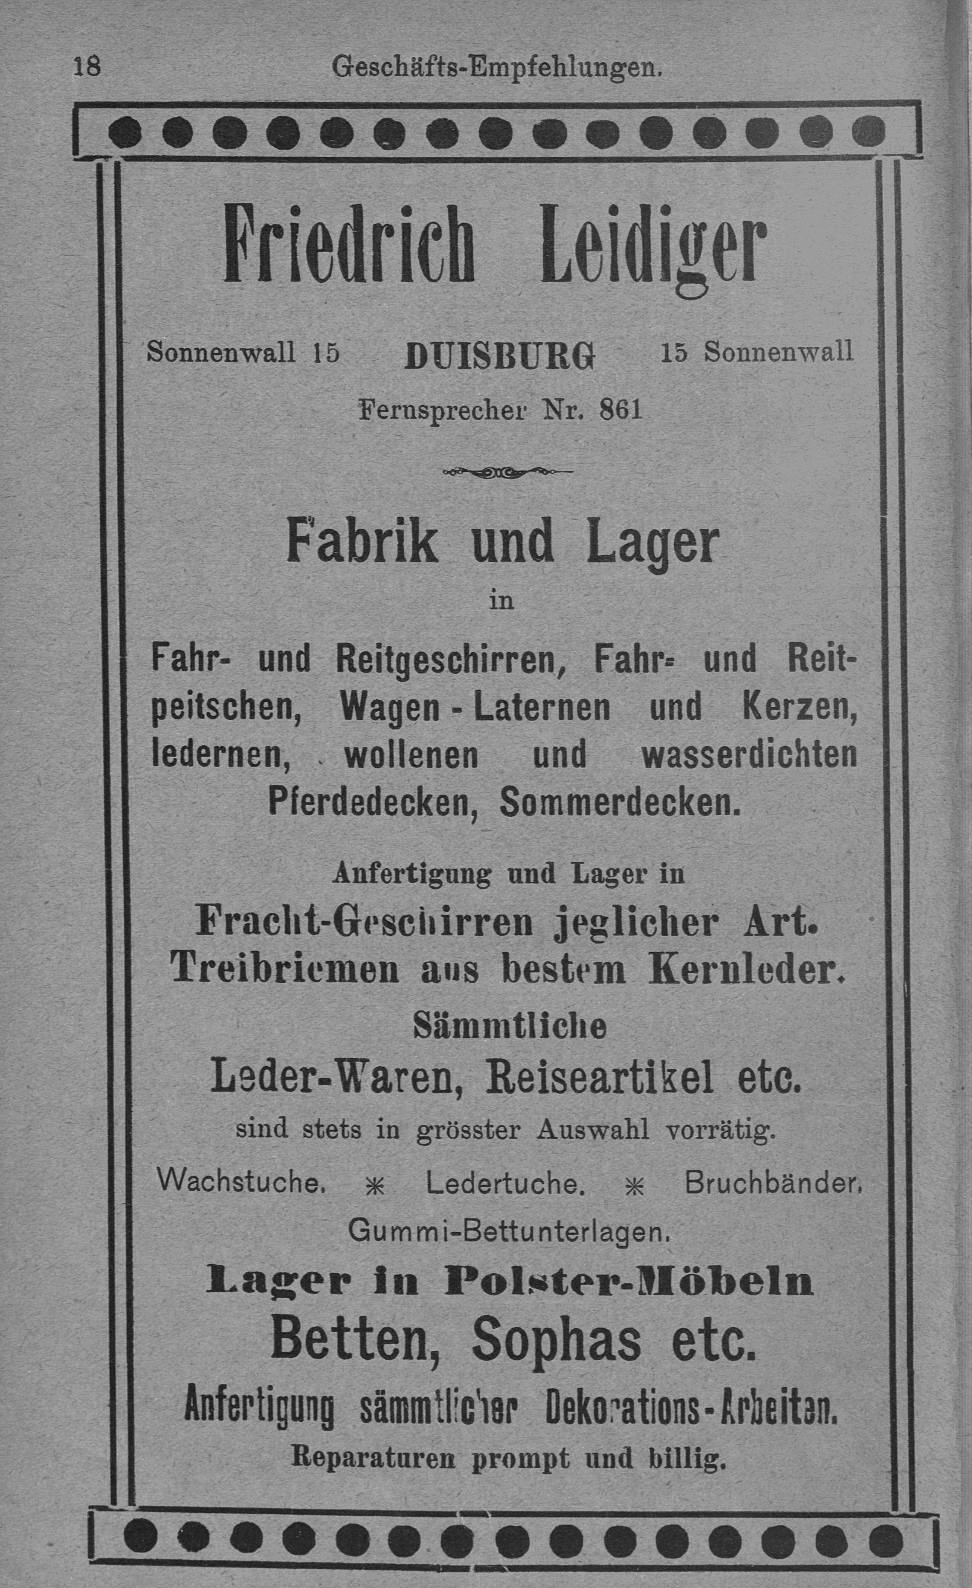 18 Geschäfts-Empfehlungen.
Friedrich Leidiger
Sonnenwall 15 DUISBURG 15 Sonnenwall
Fernsprecher Nr. 861
Fabrik und Lager
in
Fahr- und Reitgeschirren, Fahr- und Reit-
peitschen, Wagen-Laternen und Kerzen,
ledernen, wollenen und wasserdichten
Pferdedecken, Sommerdecken.
Anfertigung und Lager in
Fracht-Geschirren jeglicher Art.
Treibriemen aus bestem Kernleder.
Sämmtliche
Leder-Waren, Reiseartikel etc.
sind stets in grösster Auswahl vorrätig.
Wachstuche. * Ledertuche. * Bruchbänder.
Gummi-Bettunterlagen.
Lager in Polster-Möbeln
Betten, Sophas etc.
Anfertigung sämmtlicher Dekorations-Arbeiten.
Reparaturen prompt und billig.